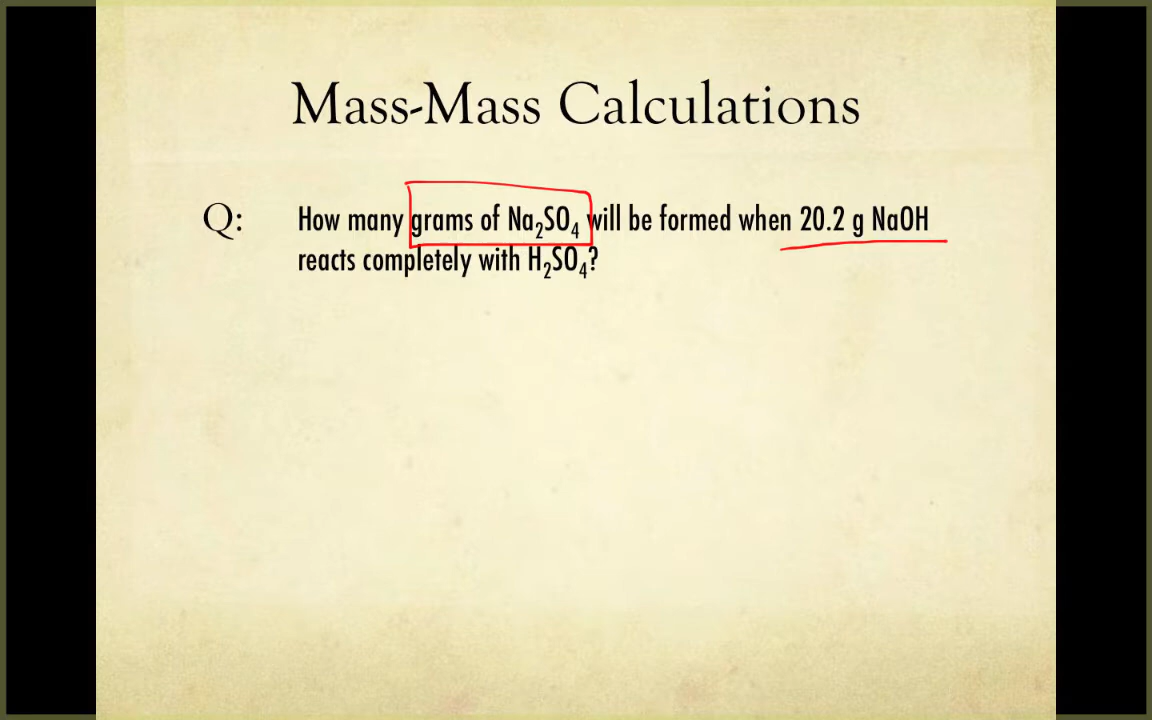 Mass-Mass Calculations
Q: How many grams of Na₂SO₄ will be formed when 20.2 g NaOH
reacts completely with H₂SO₄?